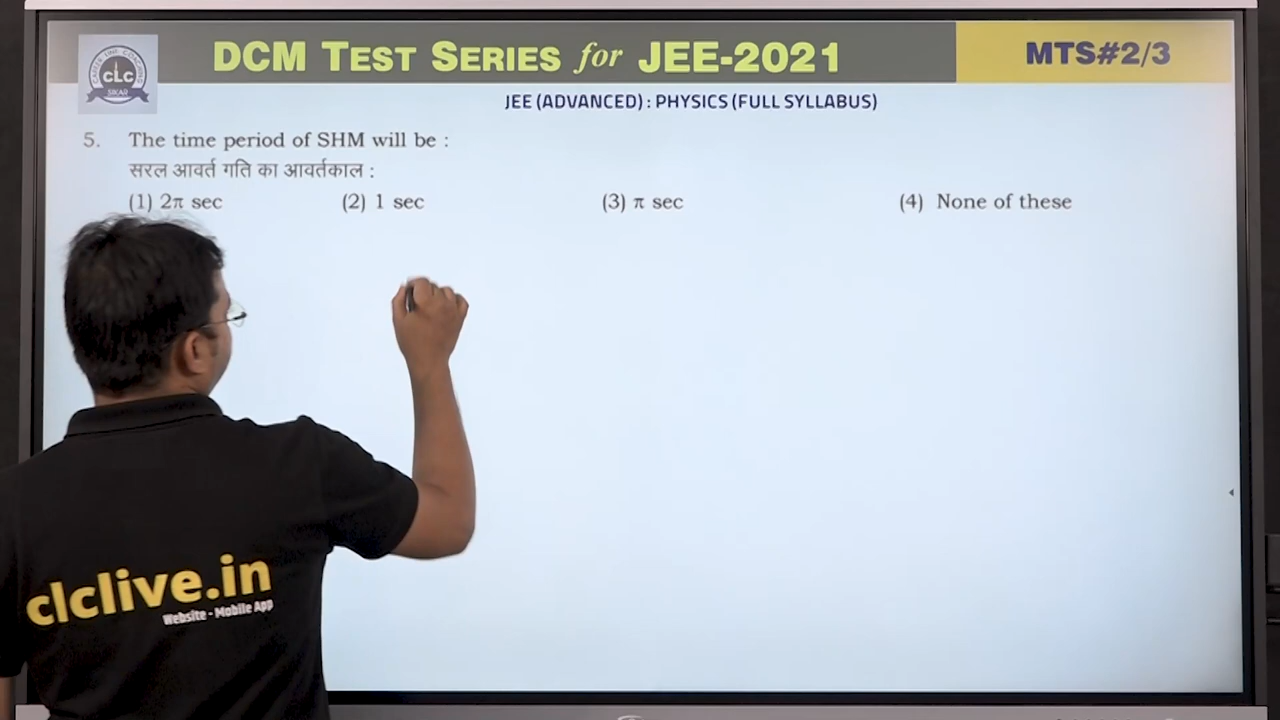 DCM TEST SERIES for JEE-2021
MTS#2/3
CLC
SIKAR
JEE (ADVANCED) : PHYSICS (FULL SYLLABUS)
5. The time period of SHM will be :
सरल आवर्त गति का आवर्तकाल :
(1) 2π sec (2) 1 sec (3) π sec (4) None of these
clclive.in
Website - Mobile App